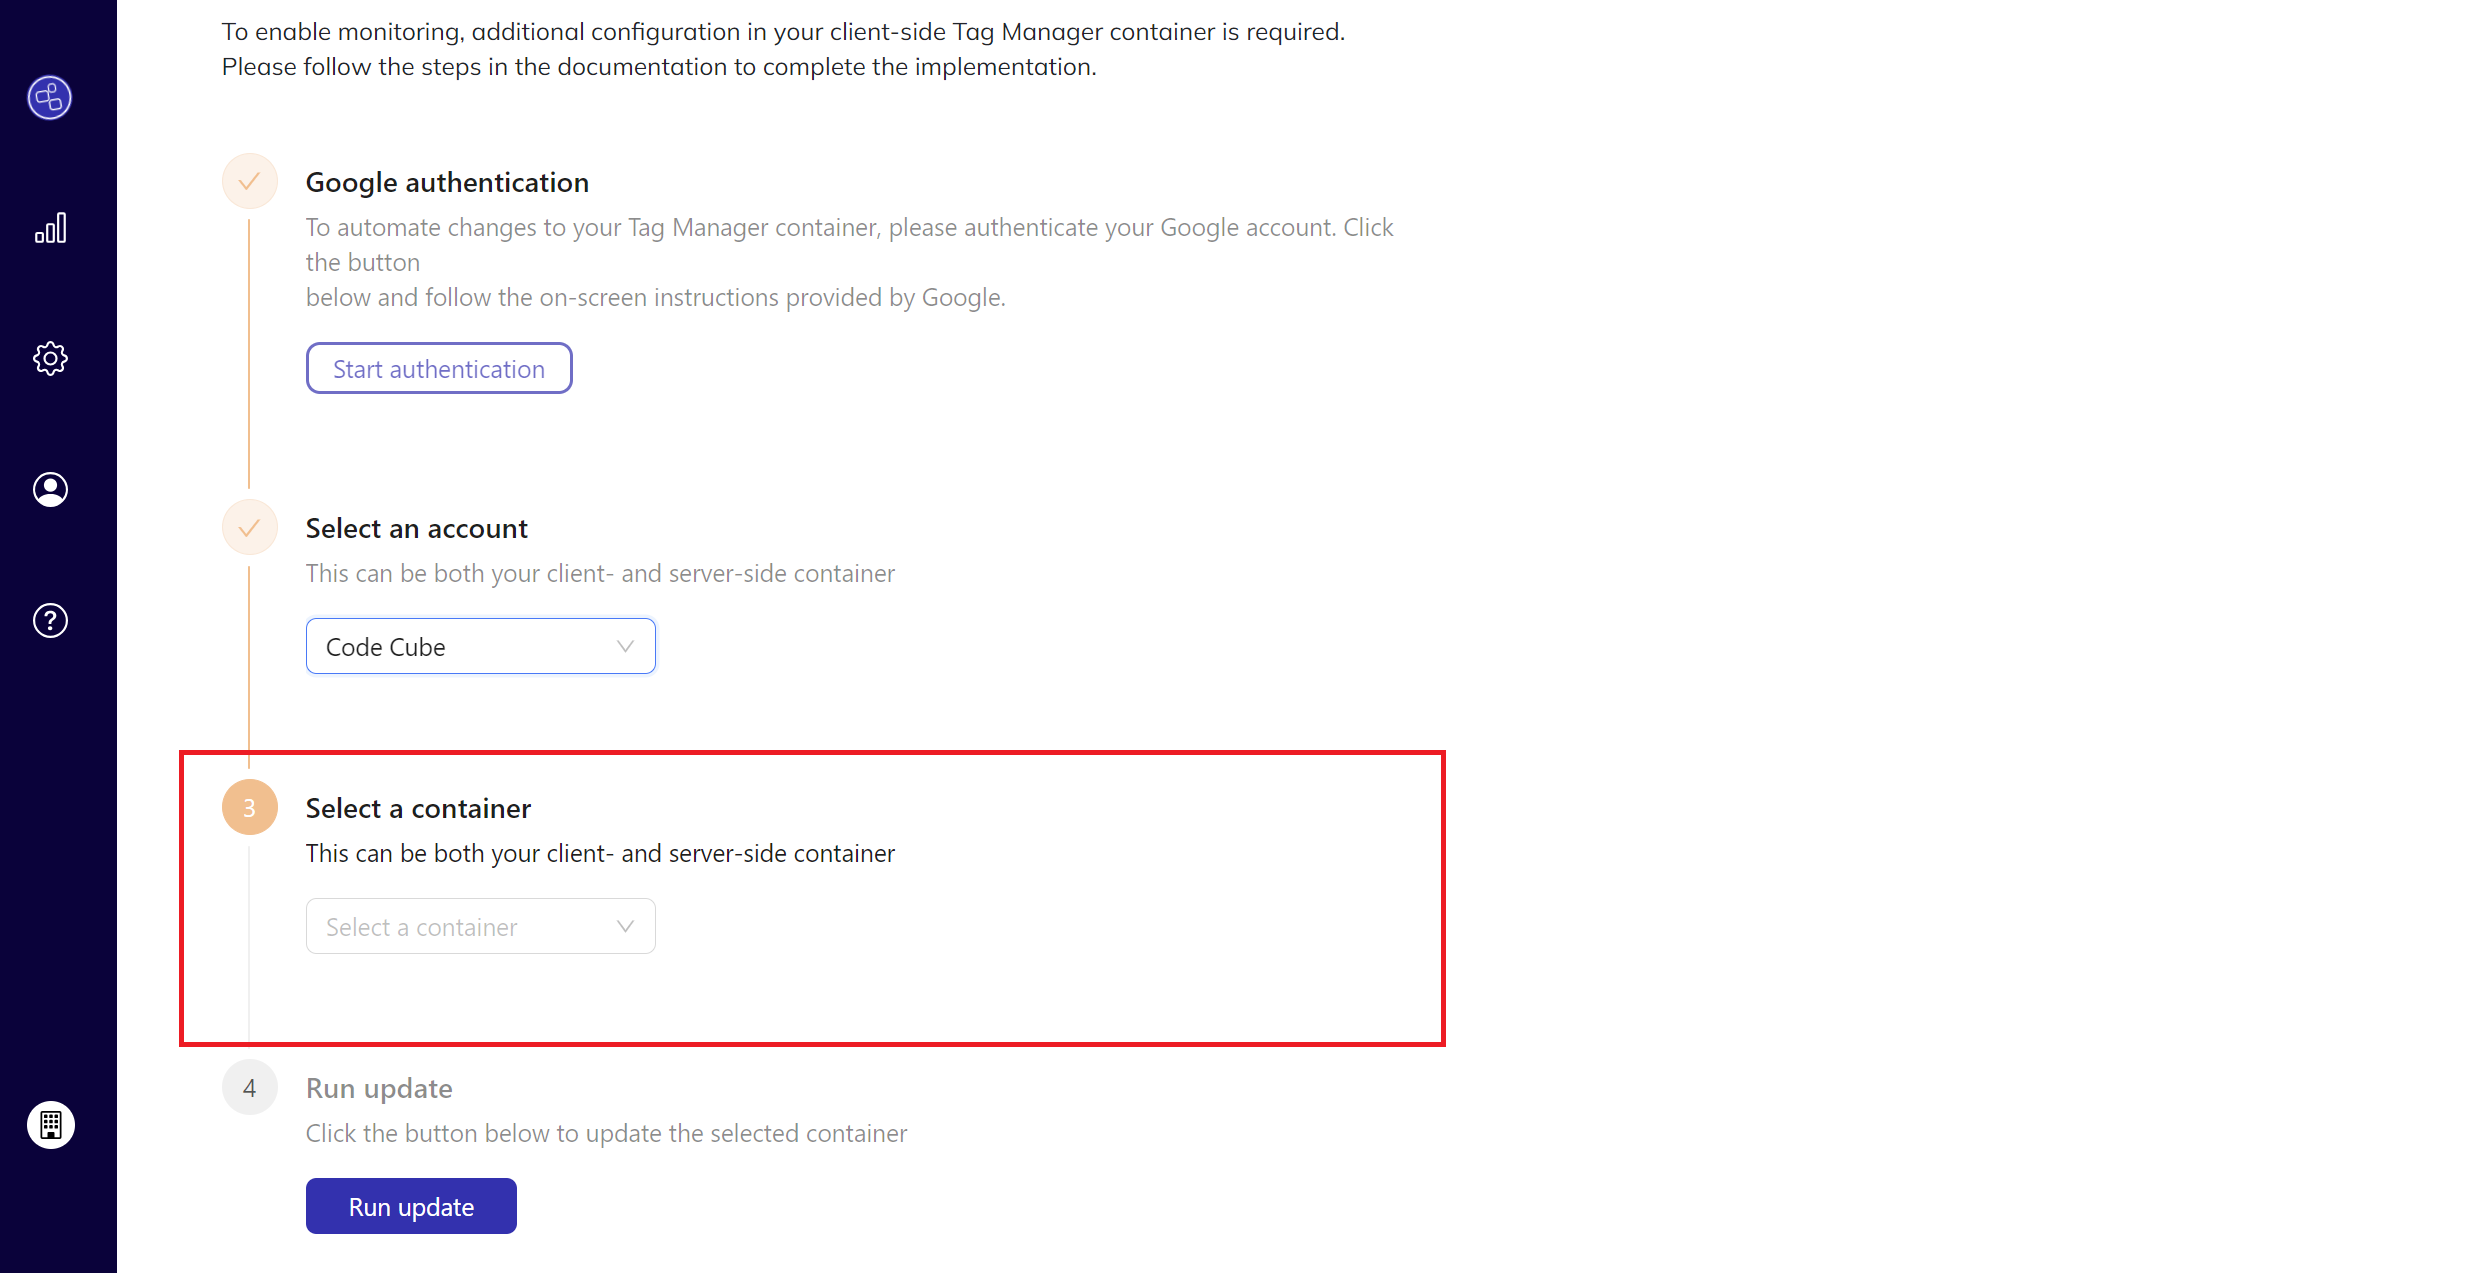 To enable monitoring, additional configuration in your client-side Tag Manager container is required.
Please follow the steps in the documentation to complete the implementation.
Google authentication
To automate changes to your Tag Manager container, please authenticate your Google account. Click
the button
below and follow the on-screen instructions provided by Google.
Start authentication
Select an account
This can be both your client- and server-side container
Code Cube
3
Select a container
This can be both your client- and server-side container
Select a container
4
Run update
Click the button below to update the selected container
Run update
?